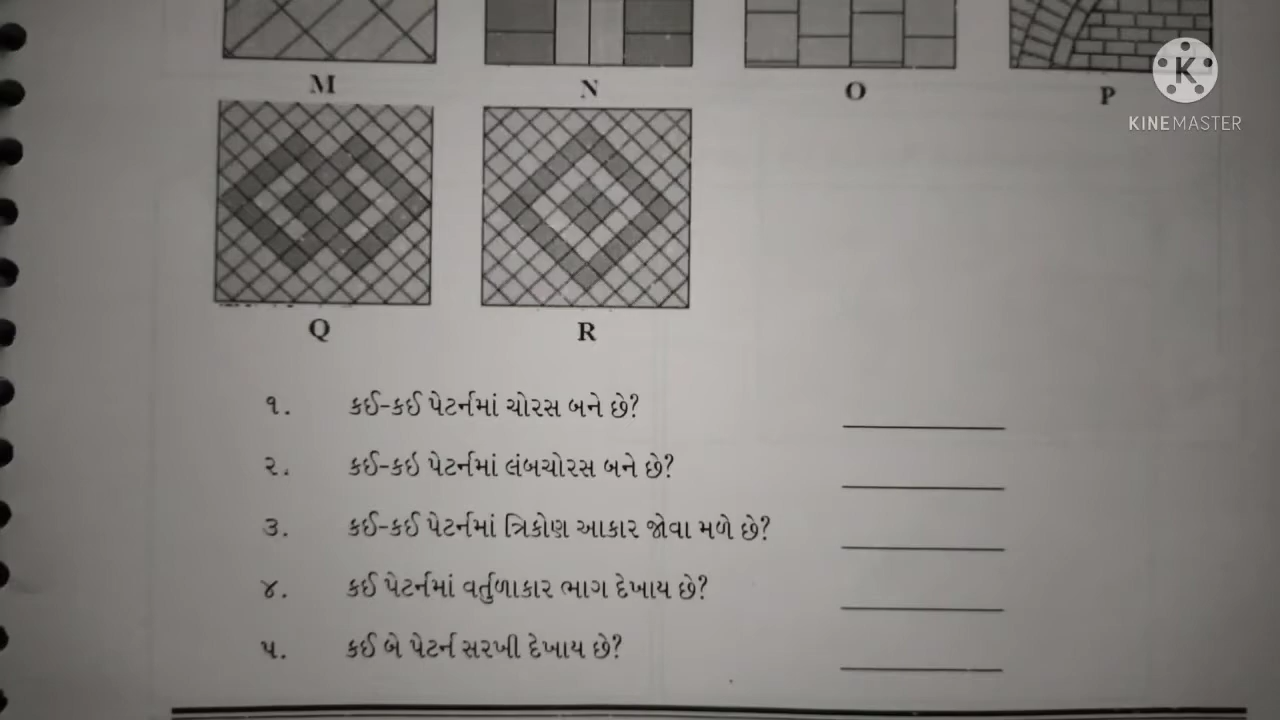 M N O P
K
KINEMASTER
Q R
૧. કઈ-કઈ પેટર્નમાં ચોરસ બને છે?
૨. કઈ-કઇ પેટર્નમાં લંબચોરસ બને છે?
૩. કઈ-કઈ પેટર્નમાં ત્રિકોણ આકાર જોવા મળે છે?
૪. કઈ પેટર્નમાં વર્તુળાકાર ભાગ દેખાય છે?
૫. કઈ બે પેટર્ન સરખી દેખાય છે?